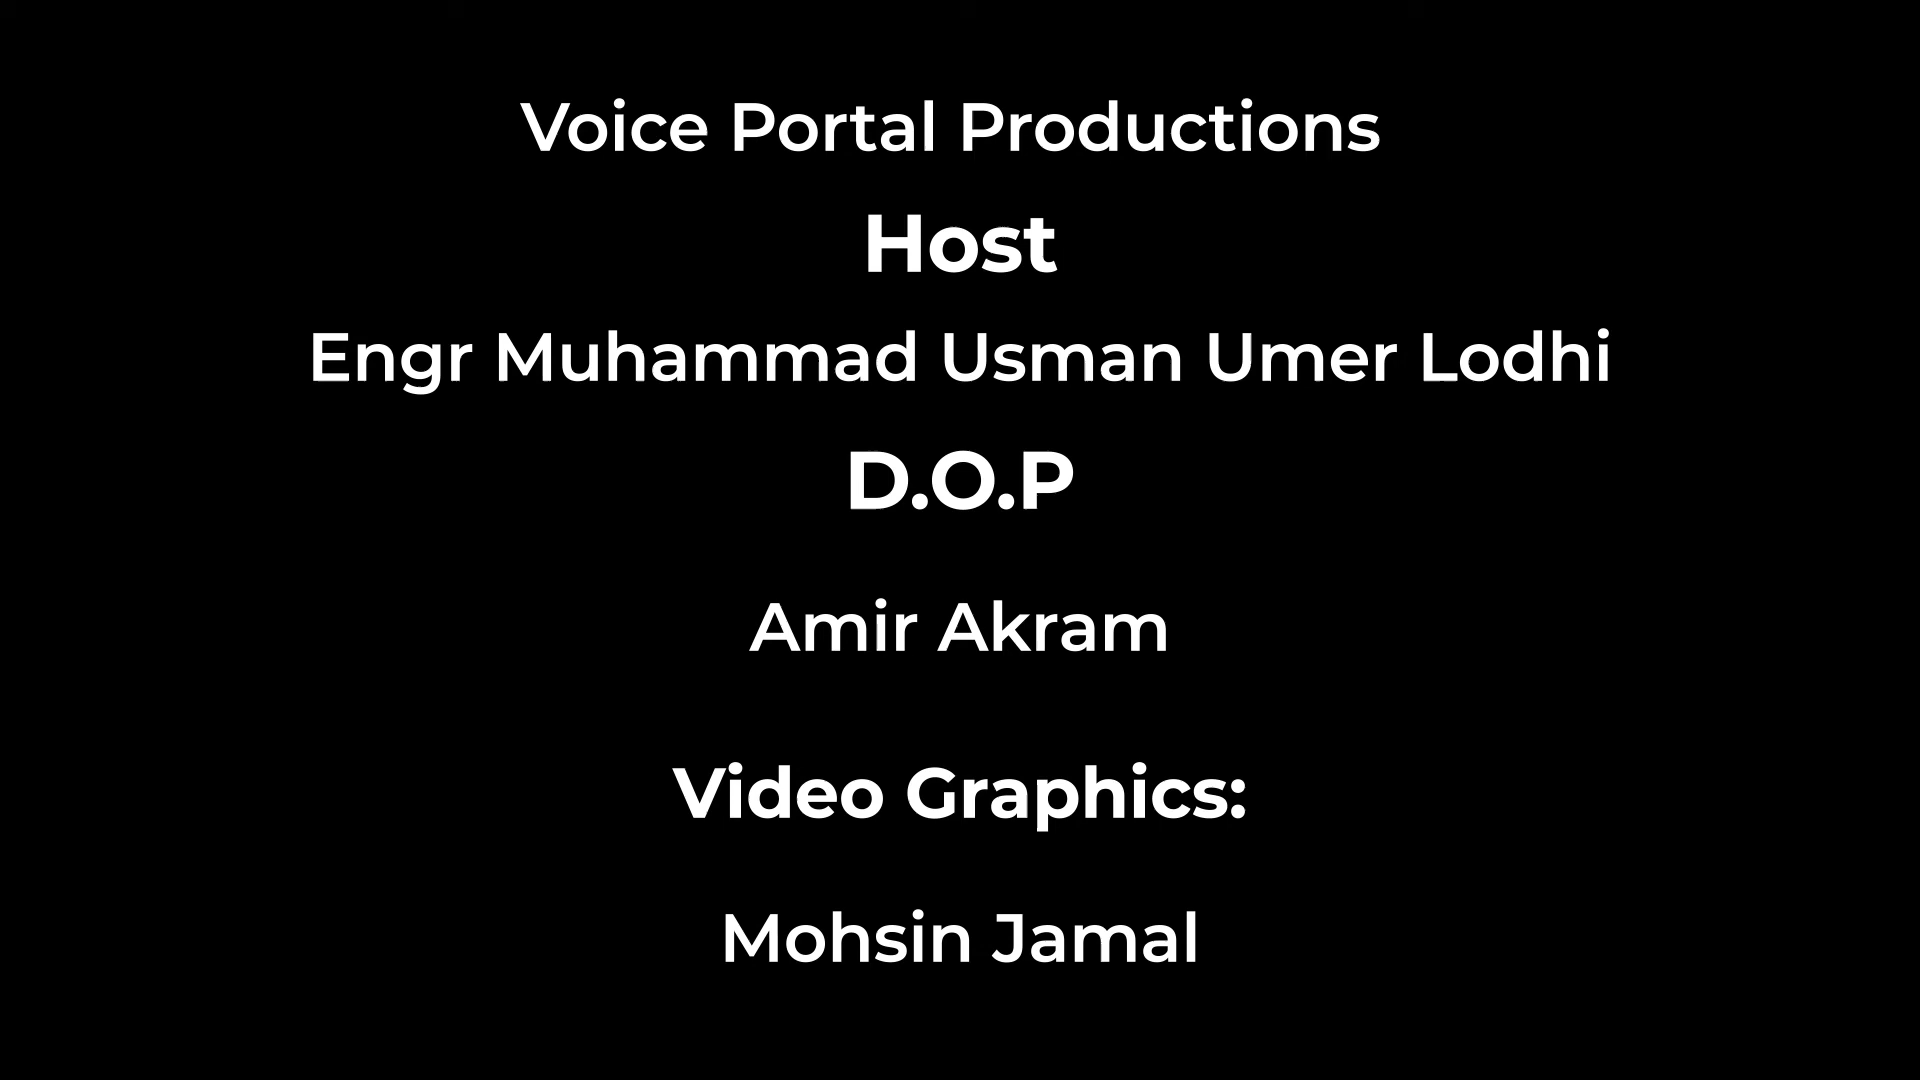 Voice Portal Productions
Host
Engr Muhammad Usman Umer Lodhi
D.O.P
Amir Akram
Video Graphics:
Mohsin Jamal